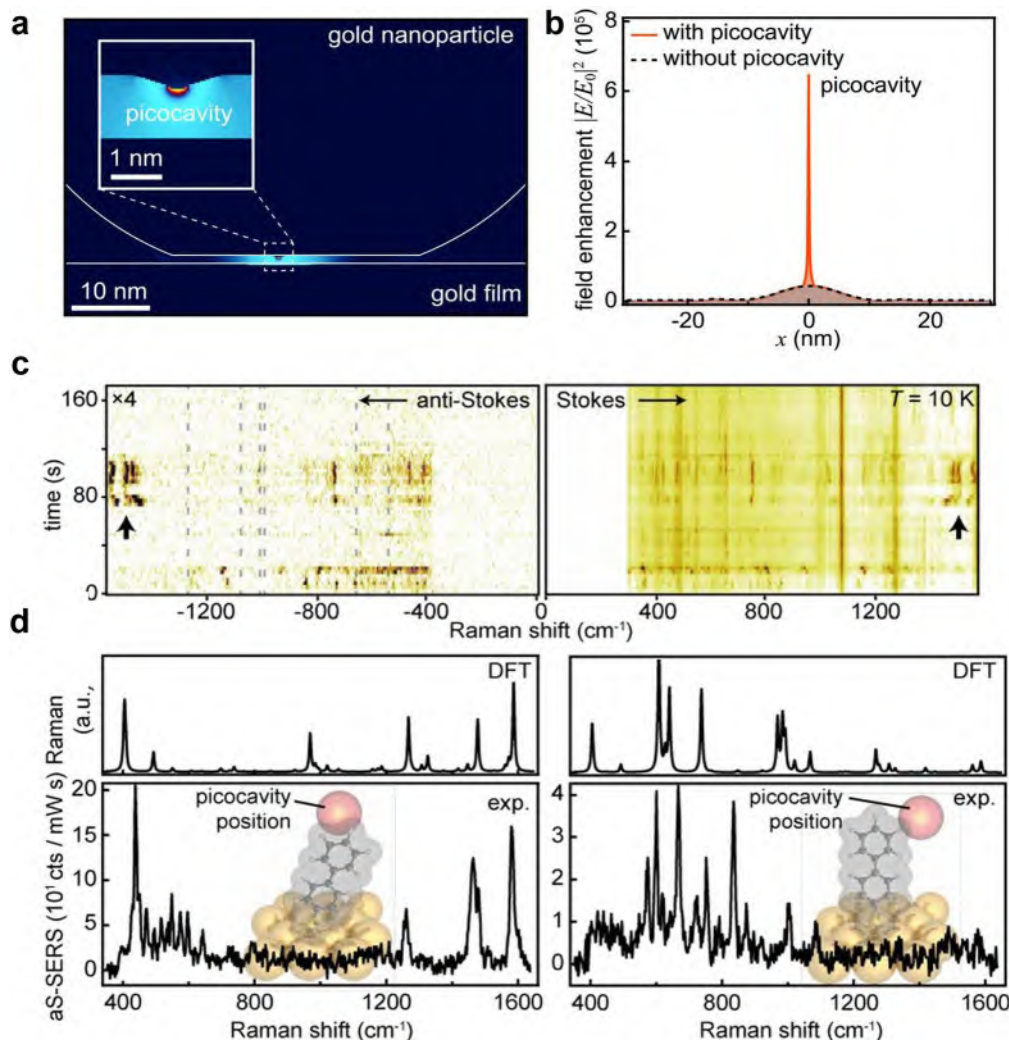 a
gold nanoparticle
picocavity
1 nm
10 nm
gold film
b
field enhancement |E/E₀|² (10⁵)
8
6
4
2
0
with picocavity
without picocavity
picocavity
-20
0
20
x (nm)
c
time (s)
160
80
0
×4
anti-Stokes
Stokes
T = 10 K
-1200
-800
-400
0
400
800
1200
Raman shift (cm⁻¹)
d
Raman
(a.u.,
DFT
DFT
aS-SERS (10¹ cts / mW s)
20
15
10
5
0
picocavity
position
exp.
4
3
2
1
0
picocavity
position
exp.
400
800
1200
1600
Raman shift (cm⁻¹)
400
800
1200
1600
Raman shift (cm⁻¹)